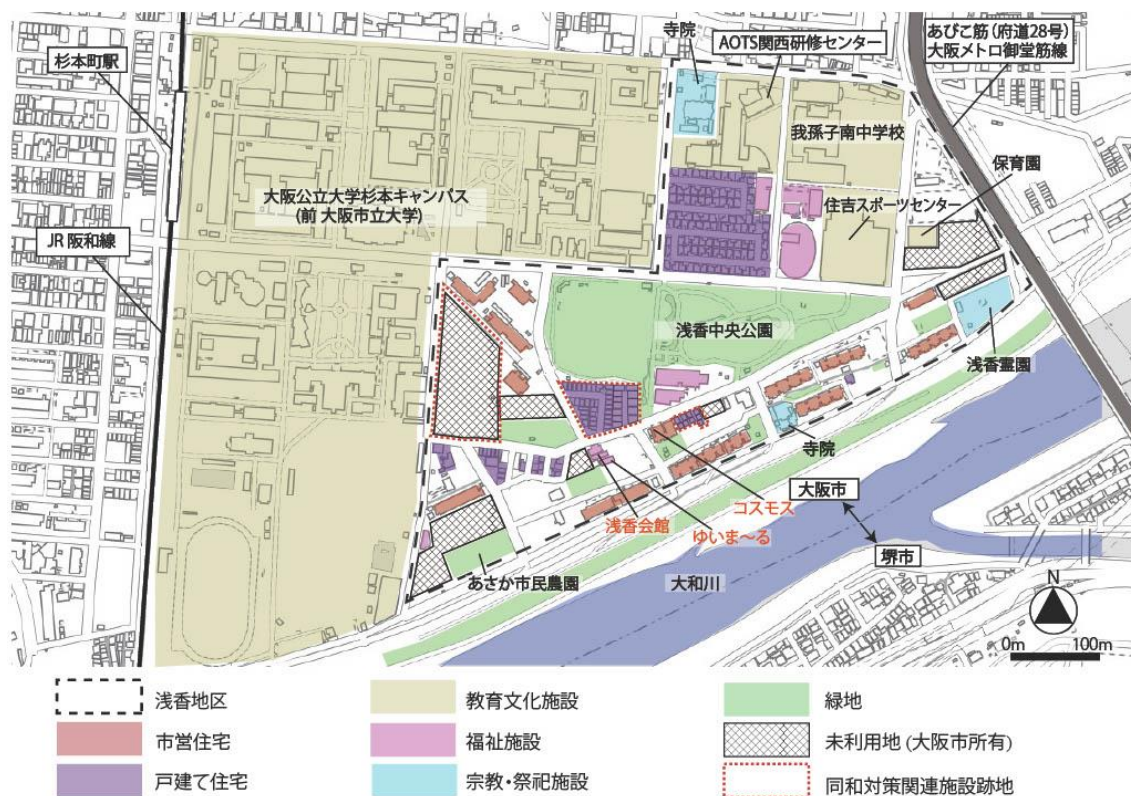 寺院
AOTS関西研修センター
あびこ筋(府道28号)
大阪メトロ御堂筋線
杉本町駅
我孫子南中学校
保育園
大阪公立大学杉本キャンパス
(前 大阪市立大学)
住吉スポーツセンター
JR阪和線
浅香中央公園
浅香霊園
寺院
大阪市
コスモス
浅香会館
ゆいま〜る
堺市
あさか市民農園
大和川
N
0m 100m
浅香地区
教育文化施設
緑地
市営住宅
福祉施設
未利用地 (大阪市所有)
戸建て住宅
宗教・祭祀施設
同和対策関連施設跡地